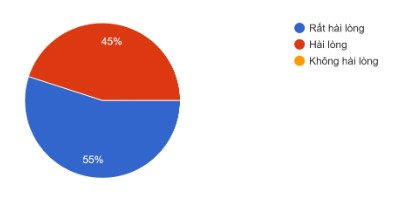 45%
55%
Rất hài lòng
Hài lòng
Không hài lòng